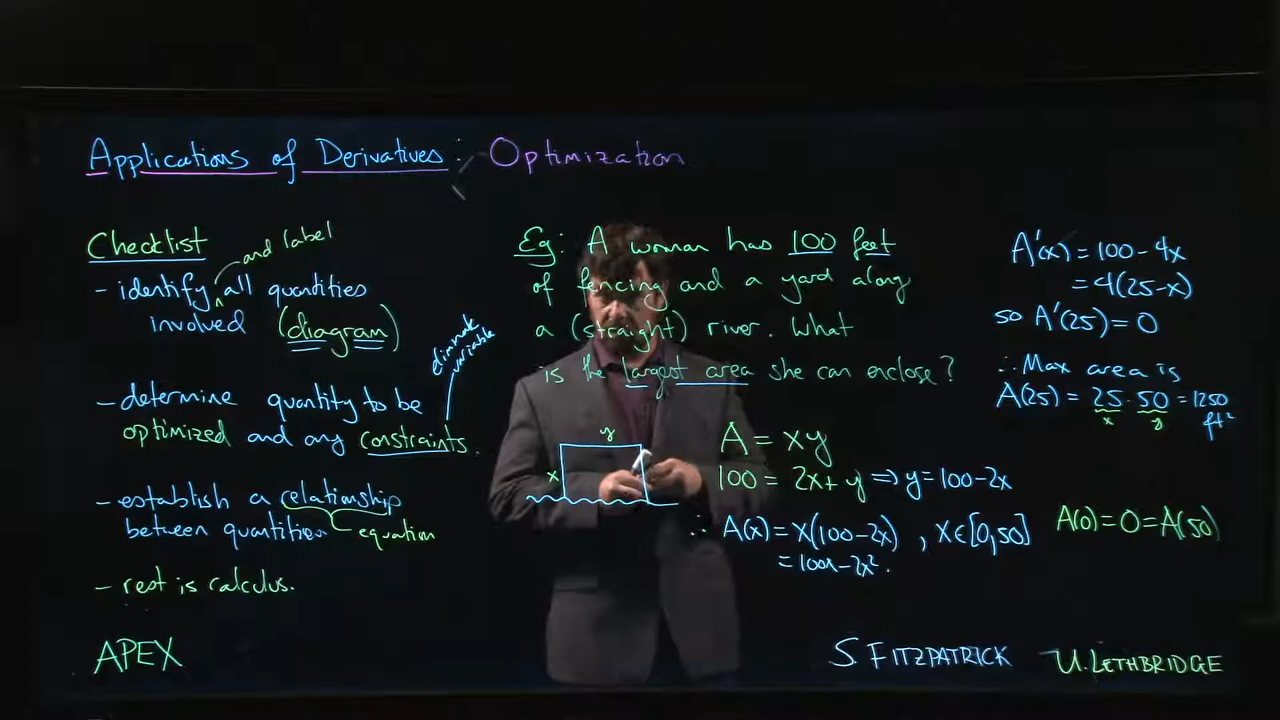 Applications of Derivatives: Optimization
Checklist
and label
- identify all quantities
involved (diagram)
- determine quantity to be
optimized and any constraints.
eliminate
variable
- establish a relationship
between quantities
equation
- rest is calculus.
APEX
Eg: A woman has 100 feet
of fencing and a yard along
a (straight) river. What
is the largest area she can enclose?
y
x
A = xy
100 = 2x + y ⇒ y = 100 - 2x
∴ A(x) = x(100 - 2x) , x ∈ [0,50]
= 100x - 2x².
A'(x) = 100 - 4x
= 4(25 - x)
so A'(25) = 0
∴ Max area is
A(25) = 25 · 50 = 1250
x y ft²
A(0) = 0 = A(50)
S. FITZPATRICK U. LETHBRIDGE